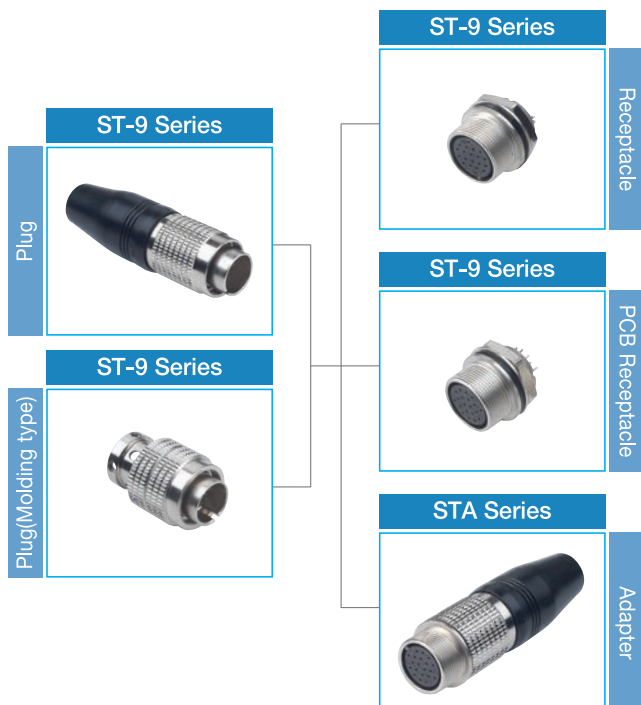 ST-9 Series
Plug
ST-9 Series
Plug(Molding type)
ST-9 Series
Receptacle
ST-9 Series
PCB Receptacle
STA Series
Adapter